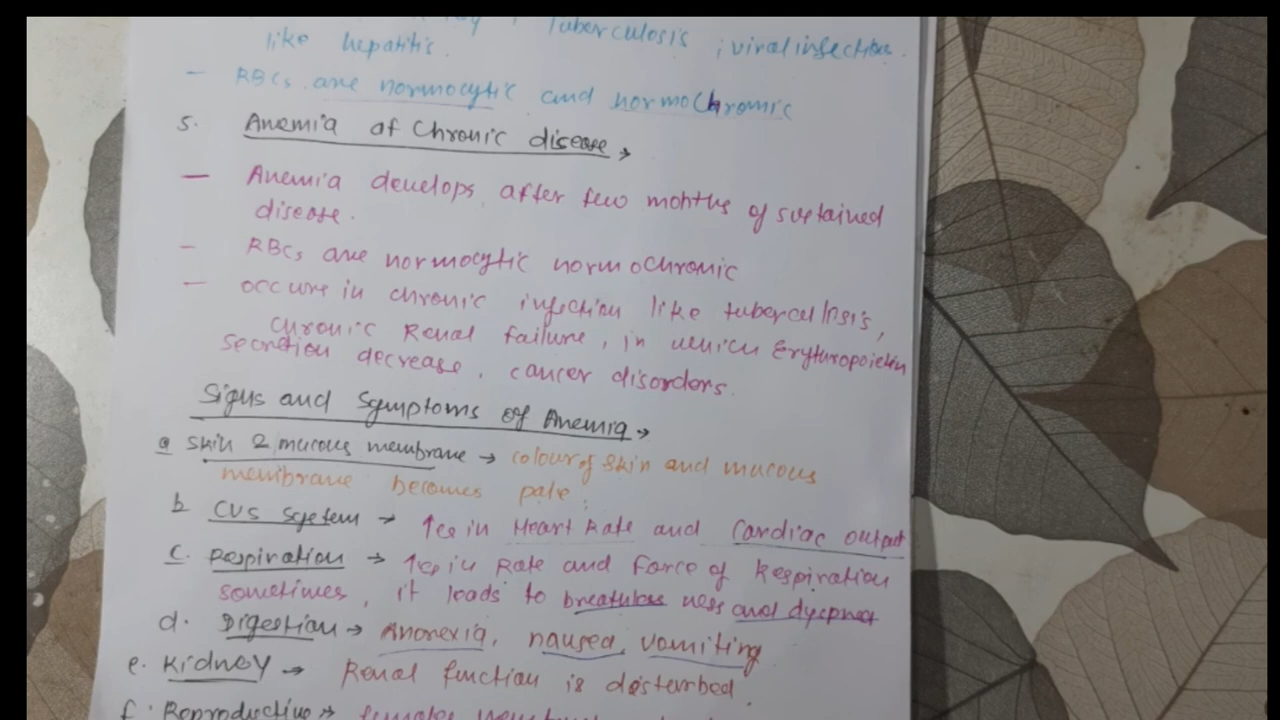 Tuberculosis ; viral infection.
like hepatitis.
- RBCs are normocytic and normochromic
5. Anemia of Chronic disease →
- Anemia develops after few months of sustained
disease.
- RBCs are normocytic normochromic
- occurs in chronic infection like tuberculosis,
chronic Renal failure, in which Erythropoietin
secretion decrease, cancer disorders.
Signs and Symptoms of Anemia →
a skin & mucous membrane → colour of skin and mucous
membrane becomes pale.
b CVS System → ↑ce in Heart Rate and Cardiac output
c. Respiration → ↑ce in Rate and Force of Respiration
sometimes, it leads to breathlessness and dyspnea
d. Digestion → Anorexia, nausea, vomiting
e. Kidney → Renal function is disturbed.
f. Reproductive → females